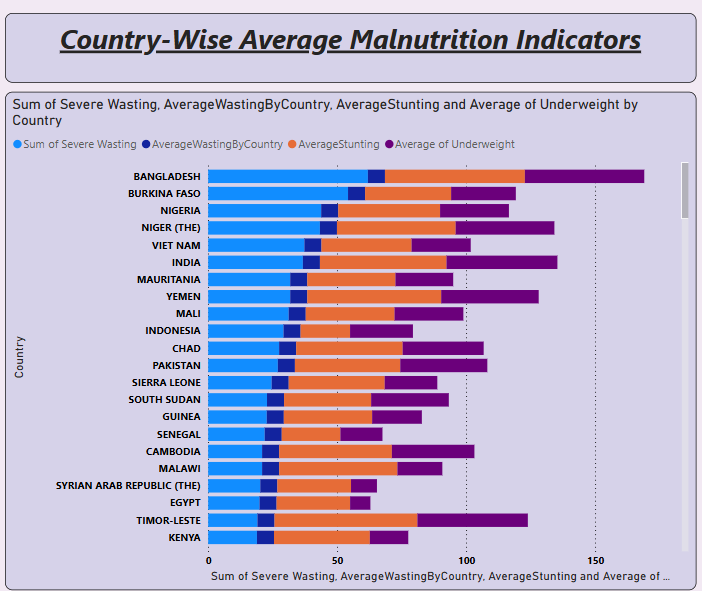 Country-Wise Average Malnutrition Indicators
Sum of Severe Wasting, AverageWastingByCountry, AverageStunting and Average of Underweight by
Country
Sum of Severe Wasting AverageWastingByCountry AverageStunting Average of Underweight
Country
BANGLADESH
BURKINA FASO
NIGERIA
NIGER (THE)
VIET NAM
INDIA
MAURITANIA
YEMEN
MALI
INDONESIA
CHAD
PAKISTAN
SIERRA LEONE
SOUTH SUDAN
GUINEA
SENEGAL
CAMBODIA
MALAWI
SYRIAN ARAB REPUBLIC (THE)
EGYPT
TIMOR-LESTE
KENYA
0 50 100 150
Sum of Severe Wasting, AverageWastingByCountry, AverageStunting and Average of ...